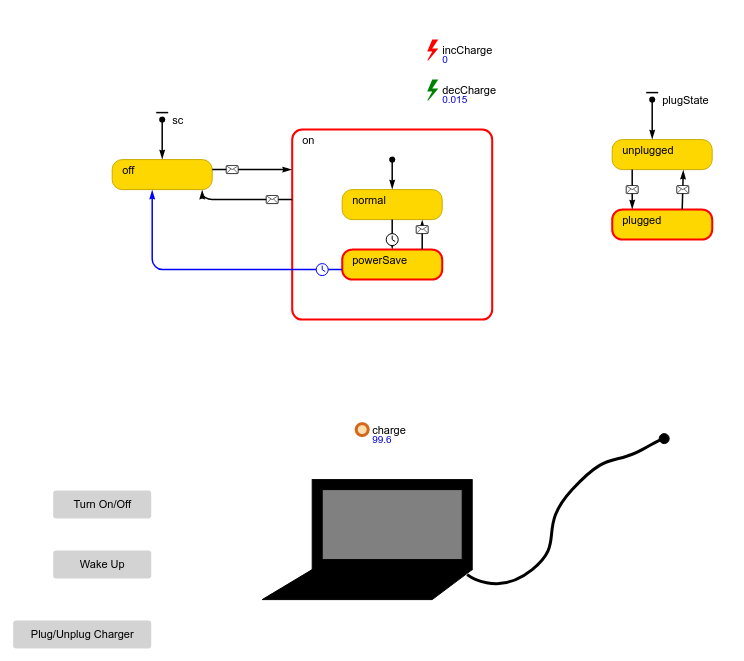 incCharge
0
decCharge
0.015
plugState
sc
on
off
unplugged
normal
plugged
powerSave
charge
99.6
Turn On/Off
Wake Up
Plug/Unplug Charger